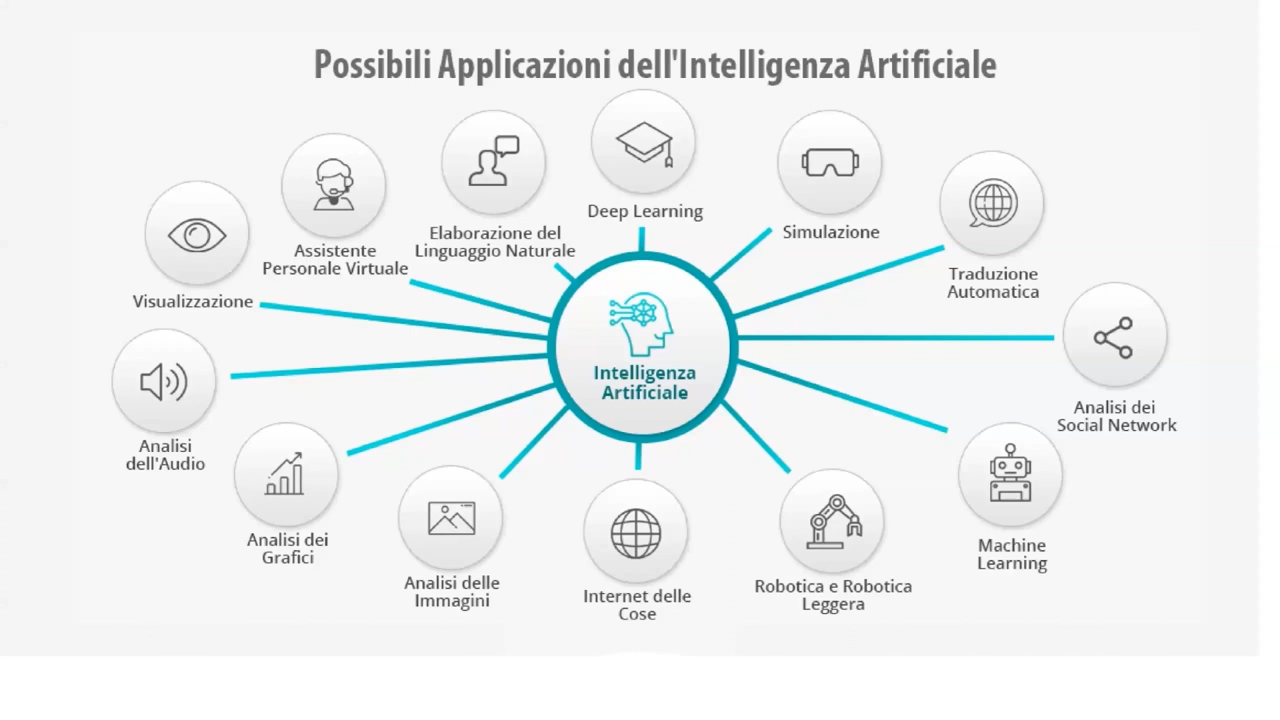 Possibili Applicazioni dell'Intelligenza Artificiale
Deep Learning
Elaborazione del
Linguaggio Naturale
Simulazione
Assistente
Personale Virtuale
Traduzione
Automatica
Visualizzazione
Intelligenza
Artificiale
Analisi dei
Social Network
Analisi
dell'Audio
Analisi dei
Grafici
Machine
Learning
Analisi delle
Immagini
Internet delle
Cose
Robotica e Robotica
Leggera